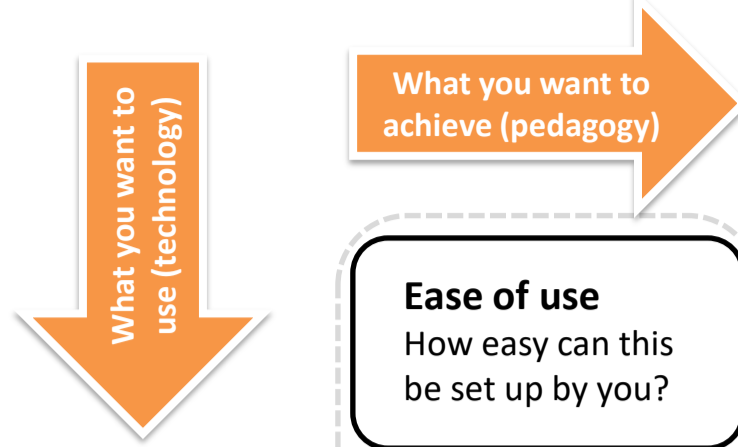 What you want to
use (technology)
What you want to
achieve (pedagogy)
Ease of use
How easy can this
be set up by you?